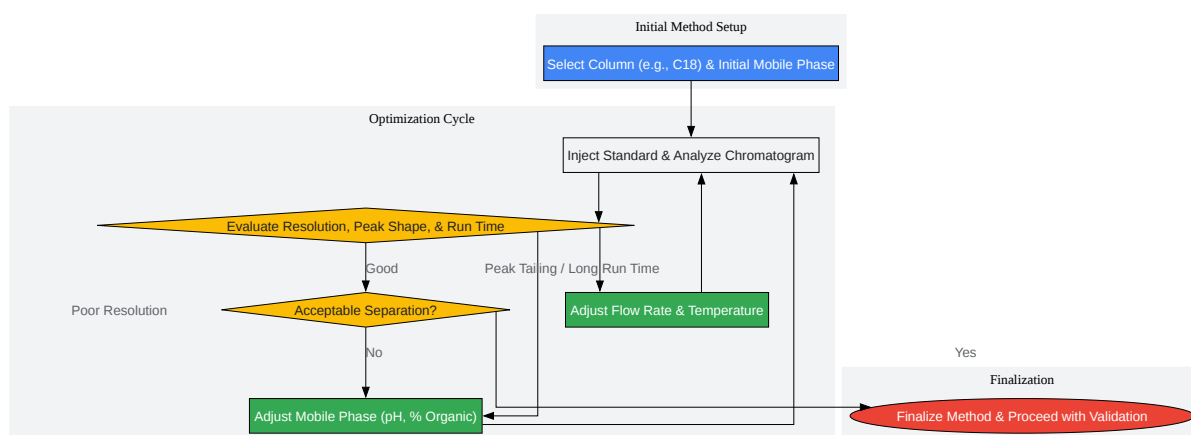 Initial Method Setup
Select Column (e.g., C18) & Initial Mobile Phase
Optimization Cycle
Inject Standard & Analyze Chromatogram
Evaluate Resolution, Peak Shape, & Run Time
Good
Peak Tailing / Long Run Time
Poor Resolution
Acceptable Separation?
Adjust Flow Rate & Temperature
No
Yes
Finalization
Adjust Mobile Phase (pH, % Organic)
Finalize Method & Proceed with Validation